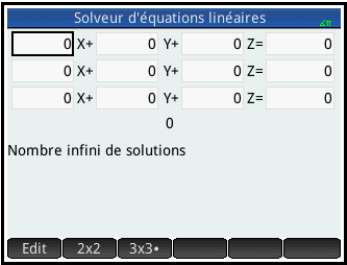 Solveur d'équations linéaires ∠π
0 X+ 0 Y+ 0 Z= 0
0 X+ 0 Y+ 0 Z= 0
0 X+ 0 Y+ 0 Z= 0
0
Nombre infini de solutions
Edit 2x2 3x3•